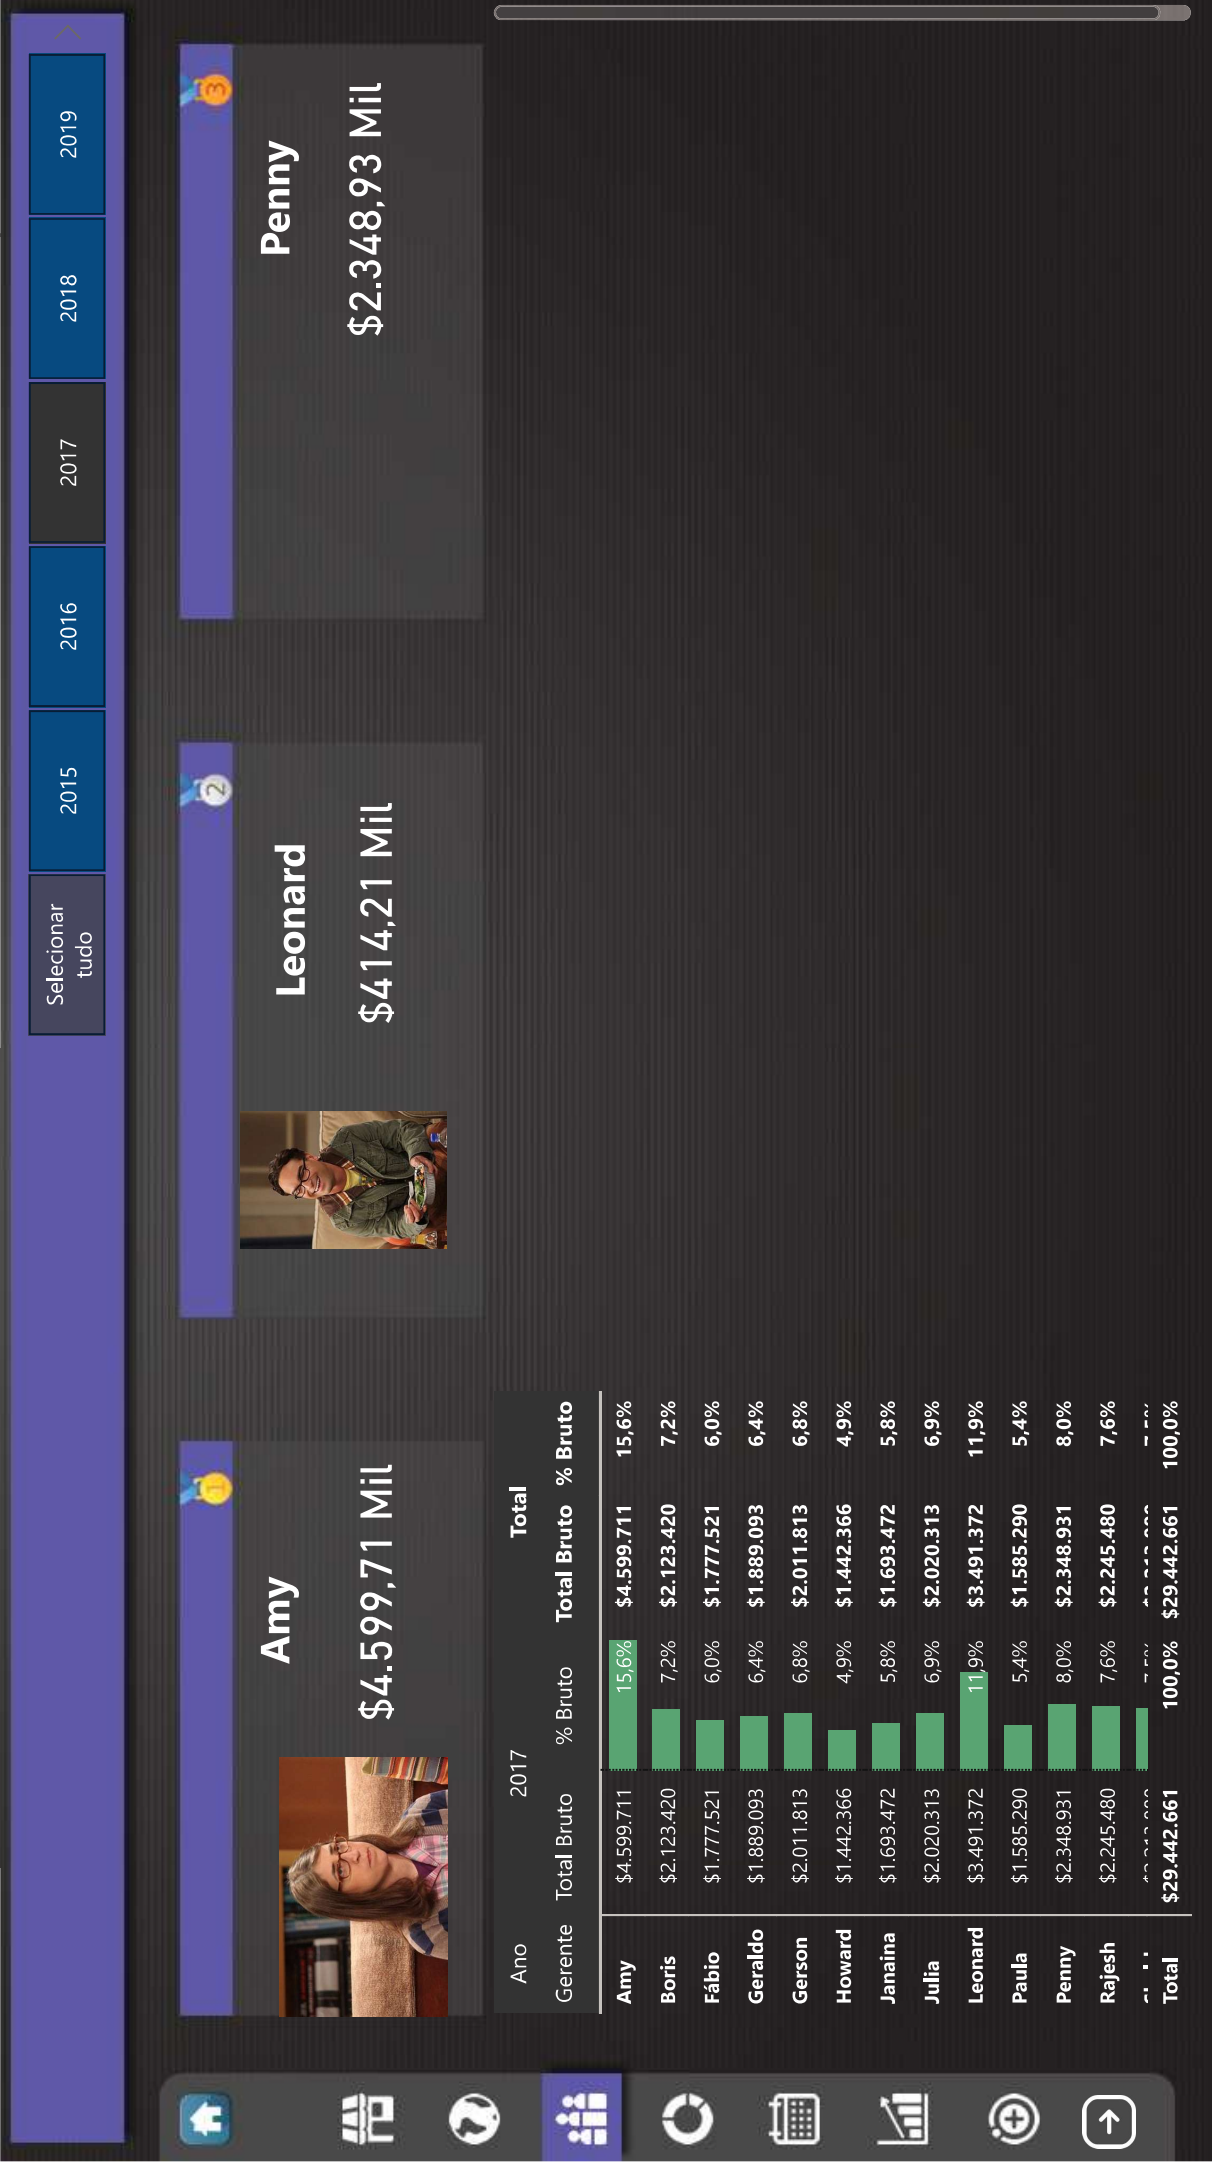 Selecionar
tudo
2015
2016
2017
2018
2019
1
Amy
$4.599,71 Mil
2
Leonard
$414,21 Mil
3
Penny
$2.348,93 Mil
Ano 2017 Total
Gerente Total Bruto % Bruto Total Bruto % Bruto
Amy $4.599.711 15,6% $4.599.711 15,6%
Boris $2.123.420 7,2% $2.123.420 7,2%
Fábio $1.777.521 6,0% $1.777.521 6,0%
Geraldo $1.889.093 6,4% $1.889.093 6,4%
Gerson $2.011.813 6,8% $2.011.813 6,8%
Howard $1.442.366 4,9% $1.442.366 4,9%
Janaina $1.693.472 5,8% $1.693.472 5,8%
Julia $2.020.313 6,9% $2.020.313 6,9%
Leonard $3.491.372 11,9% $3.491.372 11,9%
Paula $1.585.290 5,4% $1.585.290 5,4%
Penny $2.348.931 8,0% $2.348.931 8,0%
Rajesh $2.245.480 7,6% $2.245.480 7,6%
Total $29.442.661 100,0% $29.442.661 100,0%